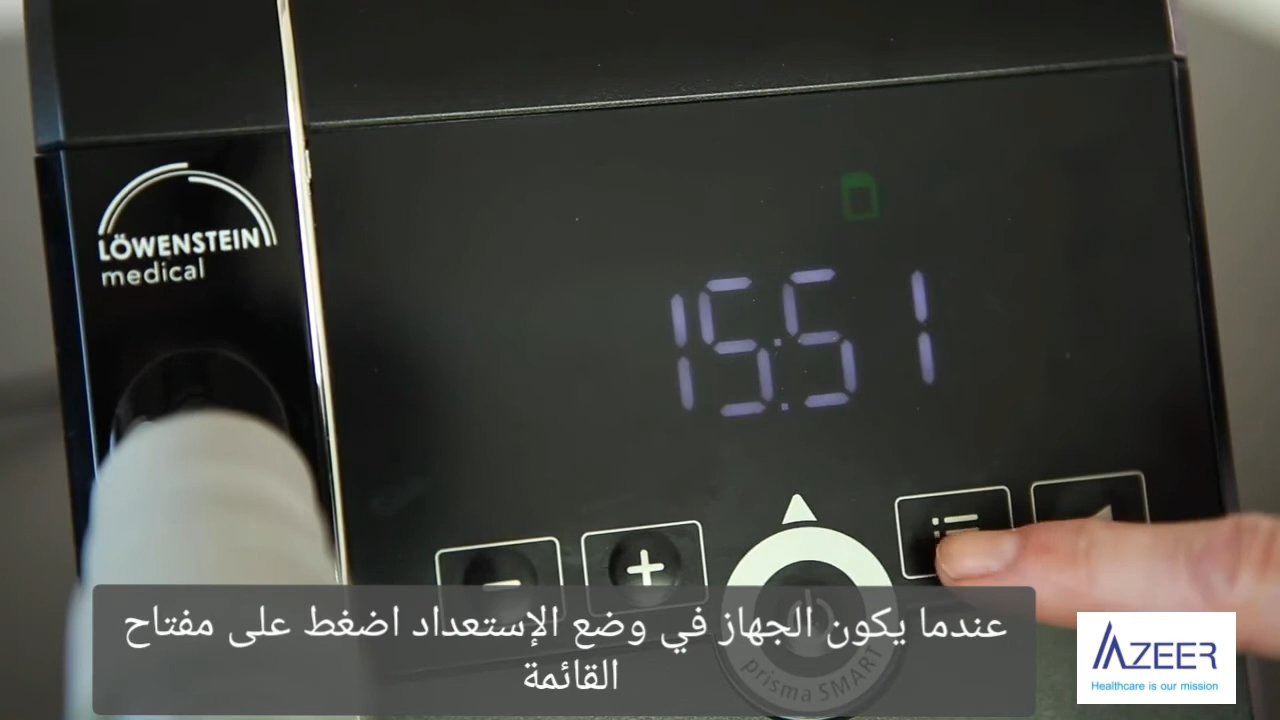 LÖWENSTEIN
medical
15:51
prisma SMART
عندما يكون الجهاز في وضع الإستعداد اضغط على مفتاح
القائمة
AZEER
Healthcare is our mission